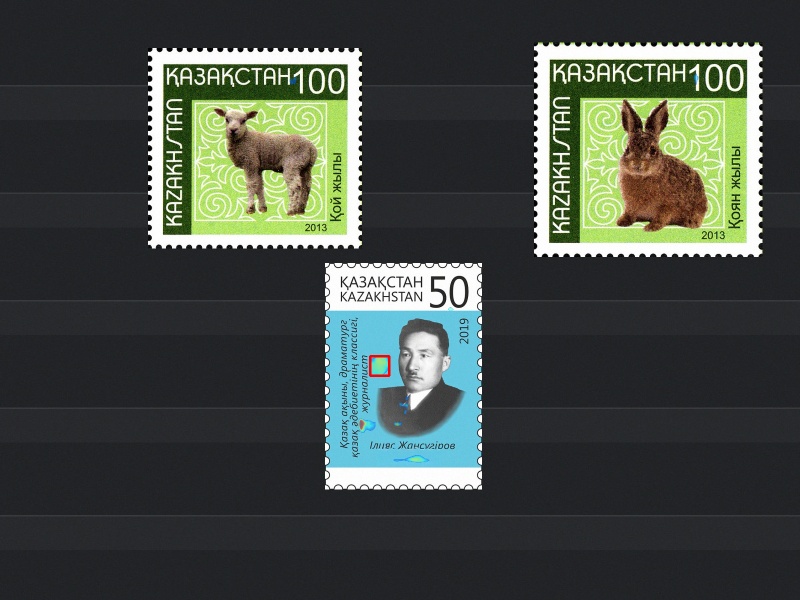 ҚАЗАҚСТАН 100
KAZAKHSTAN
Қой жылы
2013
ҚАЗАҚСТАН 100
KAZAKHSTAN
Қоян жылы
2013
ҚАЗАҚСТАН
KAZAKHSTAN 50
2019
Қазақ ақыны, драматург
қазақ әдебиетінің классигі,
журналист
Ілияс Жансүгіров